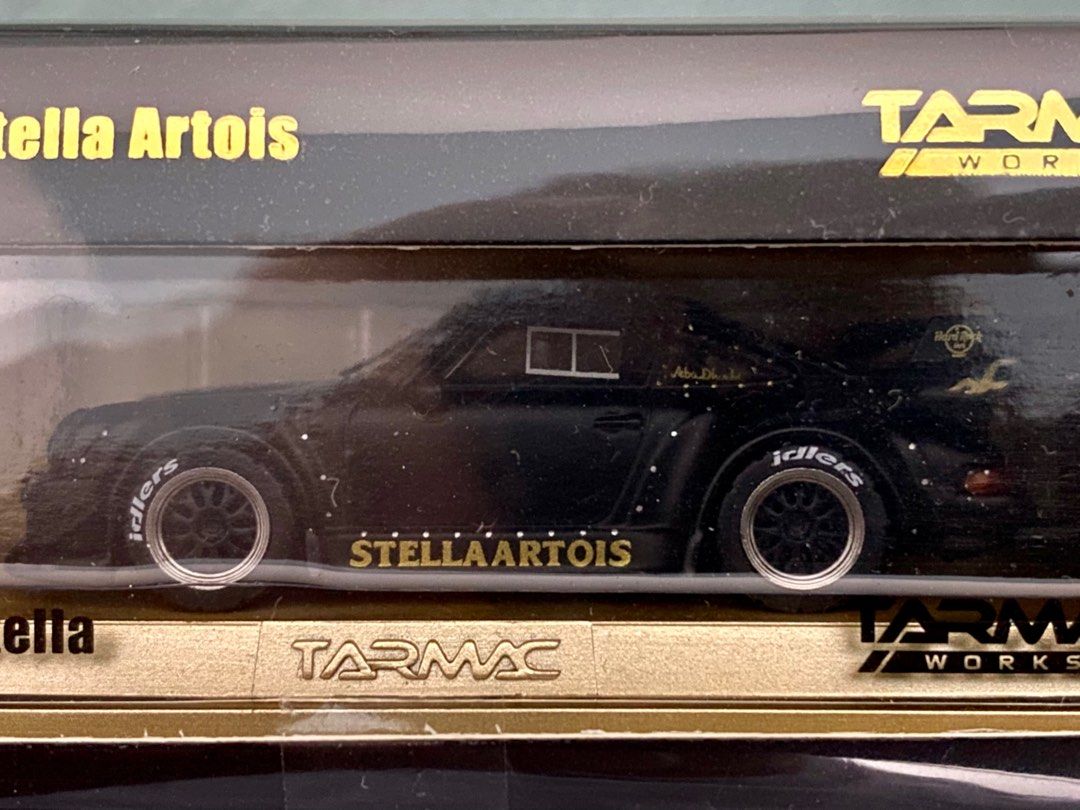 tella Artois
TARM
WOR
Hard Rock
Abu Dhabi
idlers
idlers
STELLA ARTOIS
tella
TARMAC
TARMA
WORKS